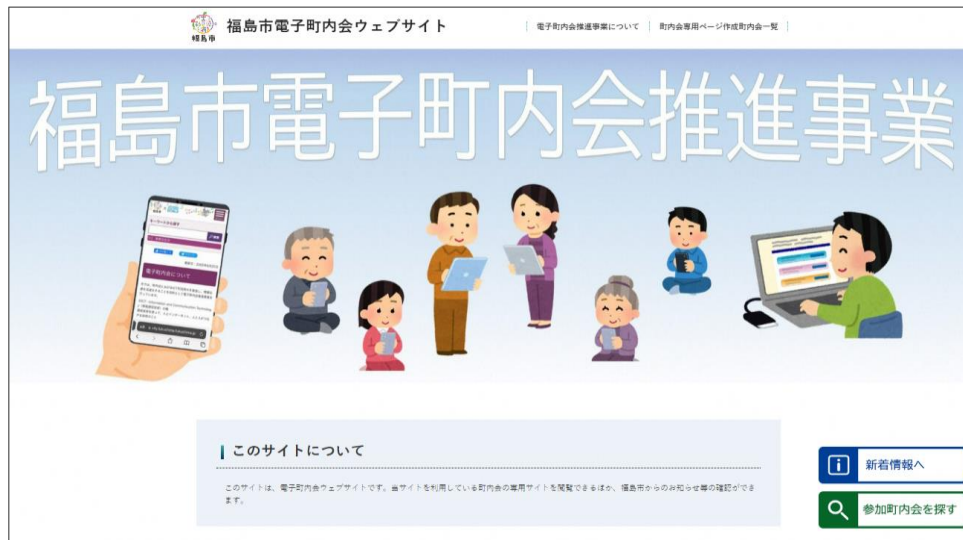 福島市
福島市電子町内会ウェブサイト
電子町内会推進事業について
町内会専用ページ作成町内会一覧
福島市電子町内会推進事業
電子町内会について
このサイトについて
このサイトは、電子町内会ウェブサイトです。当サイトを利用している町内会の専用サイトを閲覧できるほか、福島市からのお知らせ等の確認ができ
ます。
新着情報へ
参加町内会を探す